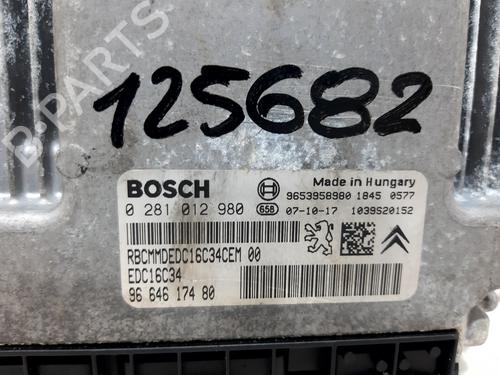 B-PARTS
125682
BOSCH
Made in Hungary
9653958980 1845 0577
0 281 012 980 658 07-10-17 1039S20152
RBCMMDEDC16C34CEM 00
EDC16C34
96 646 174 80